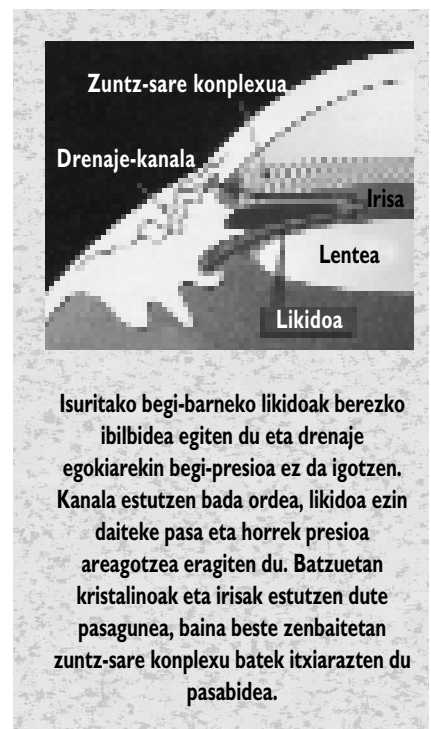 Zuntz-sare konplexua
Drenaje-kanala
Irisa
Lentea
Likidoa
Isuritako begi-barneko likidoak berezko
ibilbidea egiten du eta drenaje
egokiarekin begi-presioa ez da igotzen.
Kanala estutzen bada ordea, likidoa ezin
daiteke pasa eta horrek presioa
areagotzea eragiten du. Batzuetan
kristalinoak eta irisak estutzen dute
pasagunea, baina beste zenbaitetan
zuntz-sare konplexu batek itxiarazten du
pasabidea.